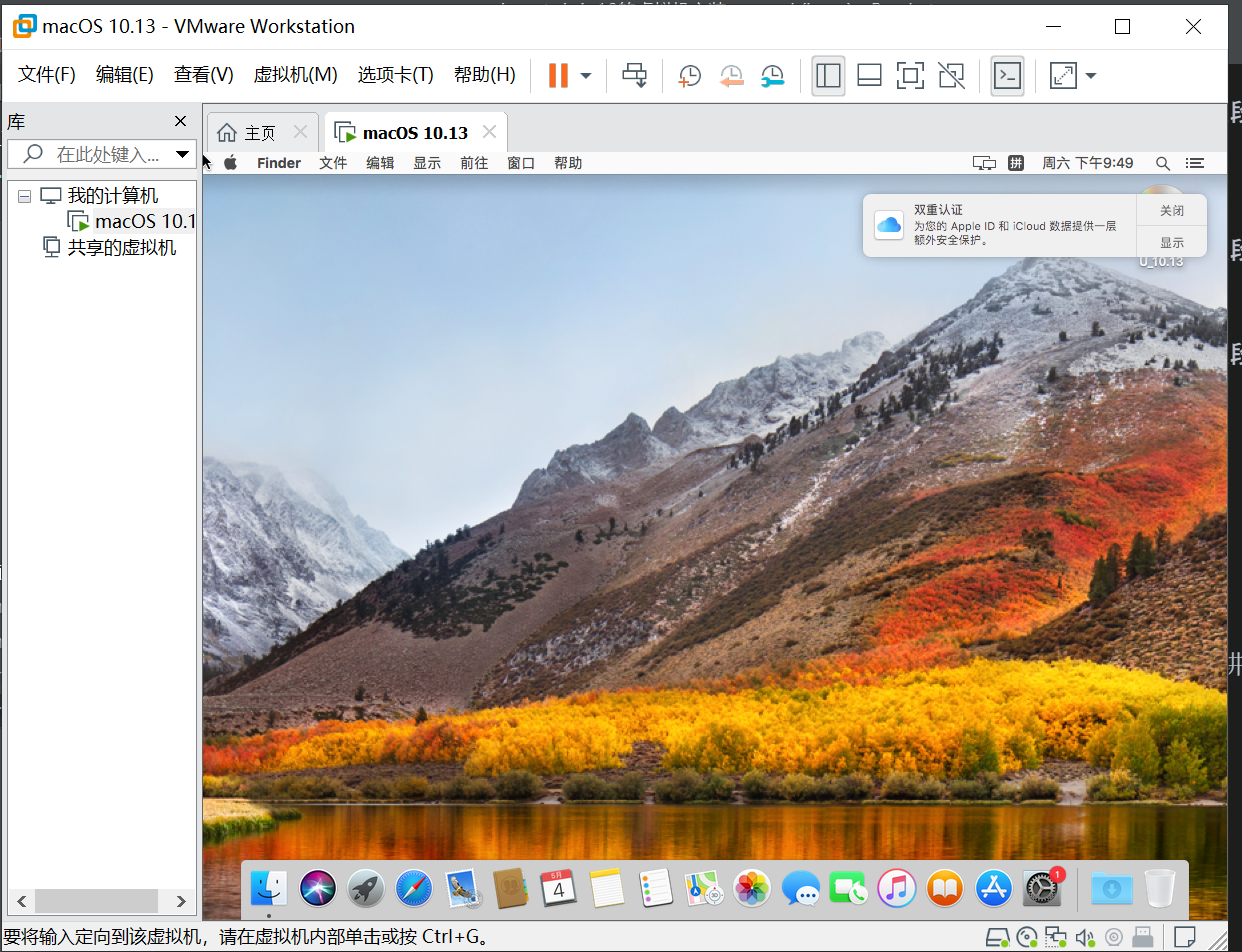 macOS 10.13 - VMware Workstation
文件(F) 编辑(E) 查看(V) 虚拟机(M) 选项卡(T) 帮助(H)
库
在此处键入...
我的计算机
macOS 10.1
共享的虚拟机
主页 macOS 10.13
Finder 文件 编辑 显示 前往 窗口 帮助 拼 周六 下午9:49
双重认证
为您的 Apple ID 和 iCloud 数据提供一层
额外安全保护。
关闭
显示
U_10.13
5月
4
1
要将输入定向到该虚拟机，请在虚拟机内部单击或按 Ctrl+G。